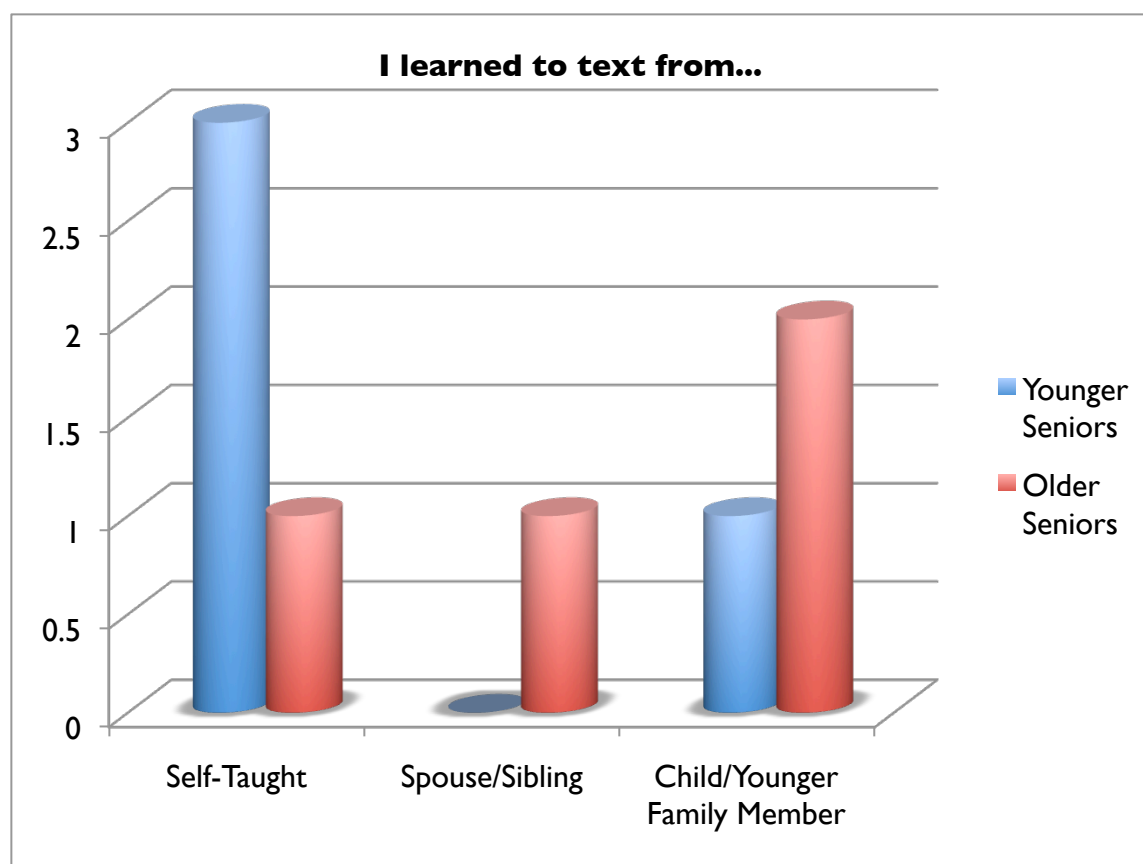 I learned to text from...
3
2.5
2
1.5
1
0.5
0
Self-Taught
Spouse/Sibling
Child/Younger
Family Member
Younger
Seniors
Older
Seniors